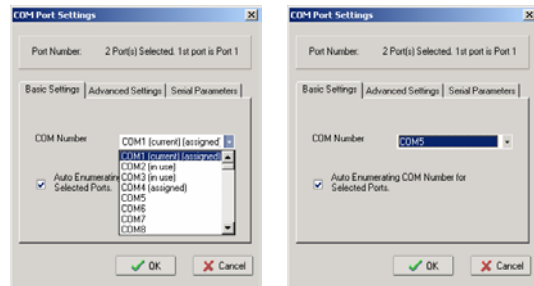 COM Port Settings
Port Number: 2 Port(s) Selected. 1st port is Port 1
Basic Settings Advanced Settings Serial Parameters
COM Number COM1 (current) (assigned)
COM1 (current) (assigned)
COM2 (in use)
COM3 (in use)
COM4 (assigned)
COM5
COM6
COM7
COM8
Auto Enumerating
Selected Ports.
OK Cancel
COM Port Settings
Port Number: 2 Port(s) Selected. 1st port is Port 1
Basic Settings Advanced Settings Serial Parameters
COM Number COM5
Auto Enumerating COM Number for
Selected Ports.
OK Cancel